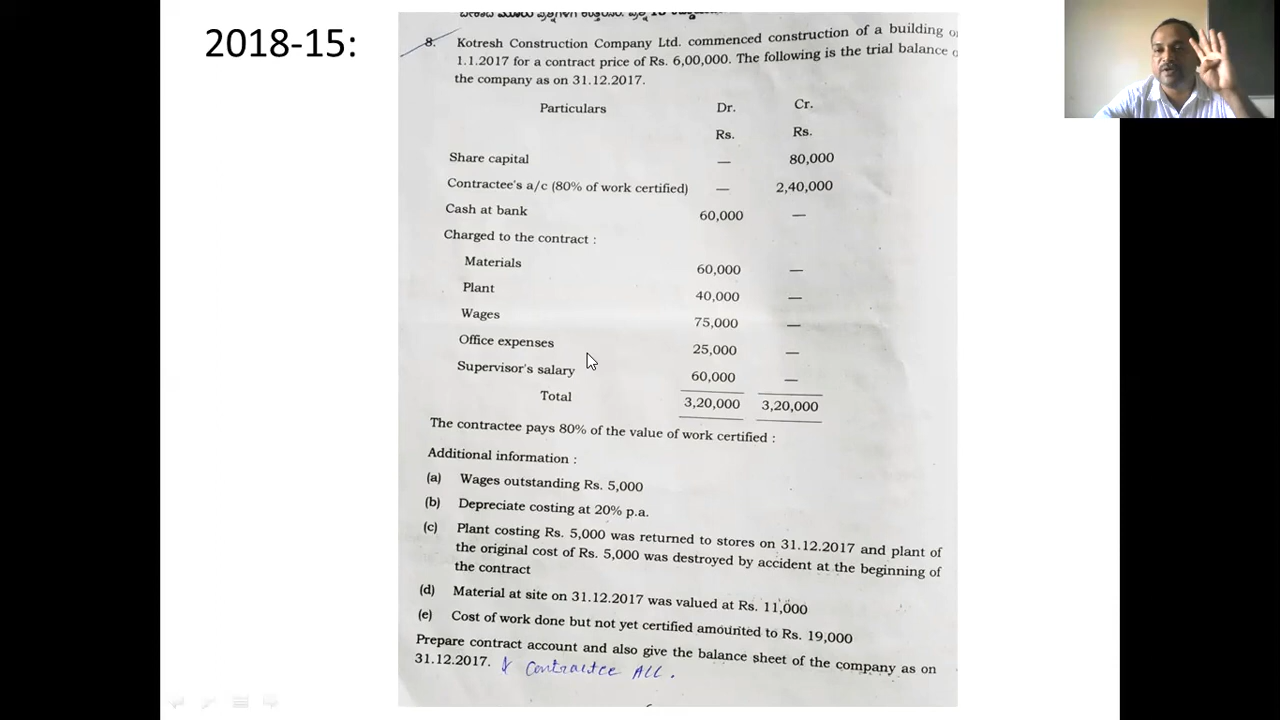 2018-15:
8. Kotresh Construction Company Ltd. commenced construction of a building
1.1.2017 for a contract price of Rs. 6,00,000. The following is the trial balance
the company as on 31.12.2017.
Particulars Dr. Cr.
Rs. Rs.
Share capital — 80,000
Contractee's a/c (80% of work certified) — 2,40,000
Cash at bank 60,000 —
Charged to the contract :
Materials 60,000 —
Plant 40,000 —
Wages 75,000 —
Office expenses 25,000 —
Supervisor's salary 60,000 —
Total 3,20,000 3,20,000
The contractee pays 80% of the value of work certified :
Additional information :
(a) Wages outstanding Rs. 5,000
(b) Depreciate costing at 20% p.a.
(c) Plant costing Rs. 5,000 was returned to stores on 31.12.2017 and plant of
the original cost of Rs. 5,000 was destroyed by accident at the beginning of
the contract
(d) Material at site on 31.12.2017 was valued at Rs. 11,000
(e) Cost of work done but not yet certified amounted to Rs. 19,000
Prepare contract account and also give the balance sheet of the company as on
31.12.2017. & Contractee A/c.